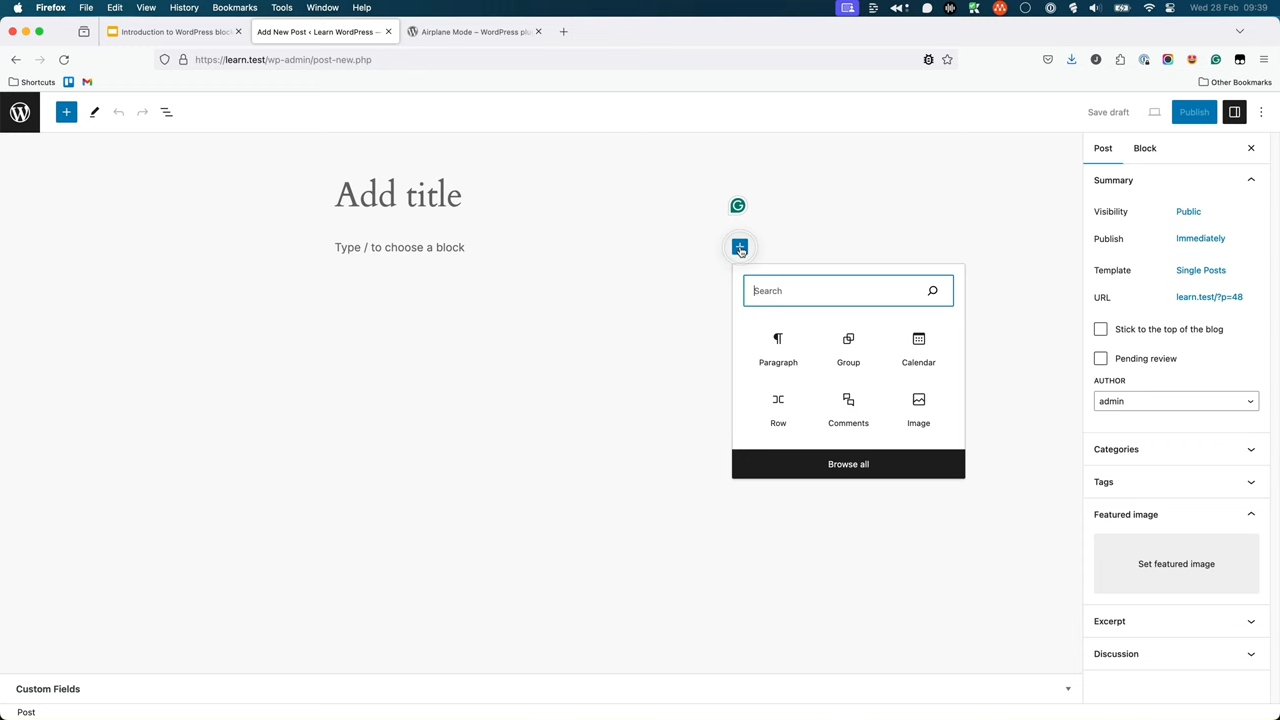 Firefox File Edit View History Bookmarks Tools Window Help Wed 28 Feb 09:39
Introduction to WordPress bloc Add New Post ‹ Learn WordPress — Airplane Mode – WordPress plu
https://learn.test/wp-admin/post-new.php
Shortcuts Other Bookmarks
Save draft Publish
Post Block
Add title
Type / to choose a block
Search
Paragraph Group Calendar
Row Comments Image
Browse all
Summary
Visibility Public
Publish Immediately
Template Single Posts
URL learn.test/?p=48
Stick to the top of the blog
Pending review
AUTHOR
admin
Categories
Tags
Featured image
Set featured image
Excerpt
Discussion
Custom Fields
Post